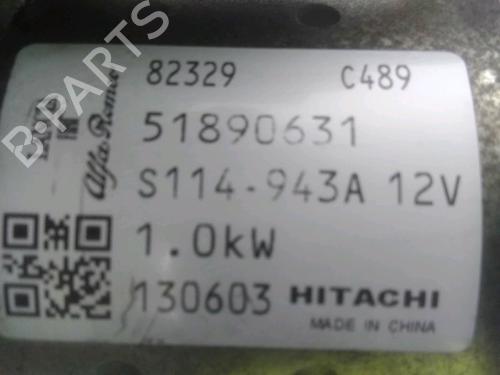 82329 C489
51890631
S114-943A 12V
1.0kW
130603 HITACHI
MADE IN CHINA
Alfa Romeo
B-PARTS